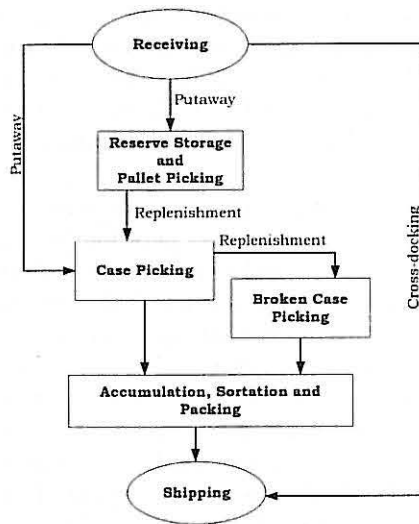 Receiving
Putaway
Putaway
Reserve Storage
and
Pallet Picking
Replenishment
Replenishment
Case Picking
Broken Case
Picking
Cross-docking
Accumulation, Sortation and
Packing
Shipping